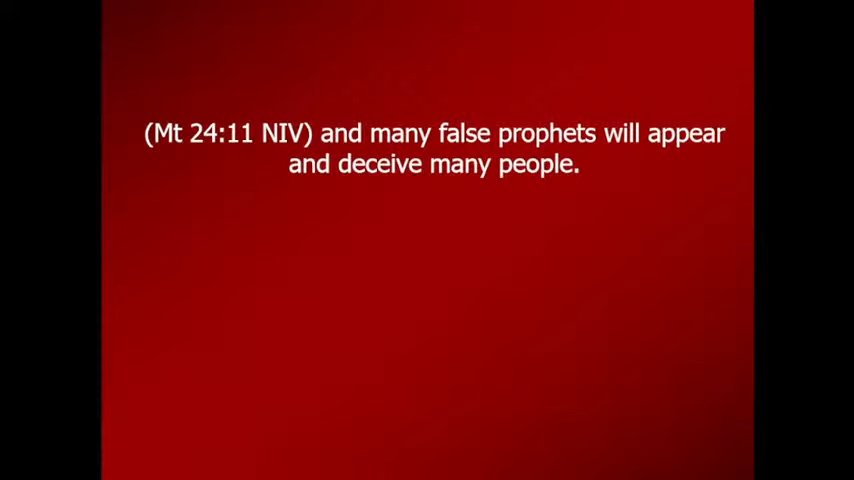 (Mt 24:11 NIV) and many false prophets will appear
and deceive many people.